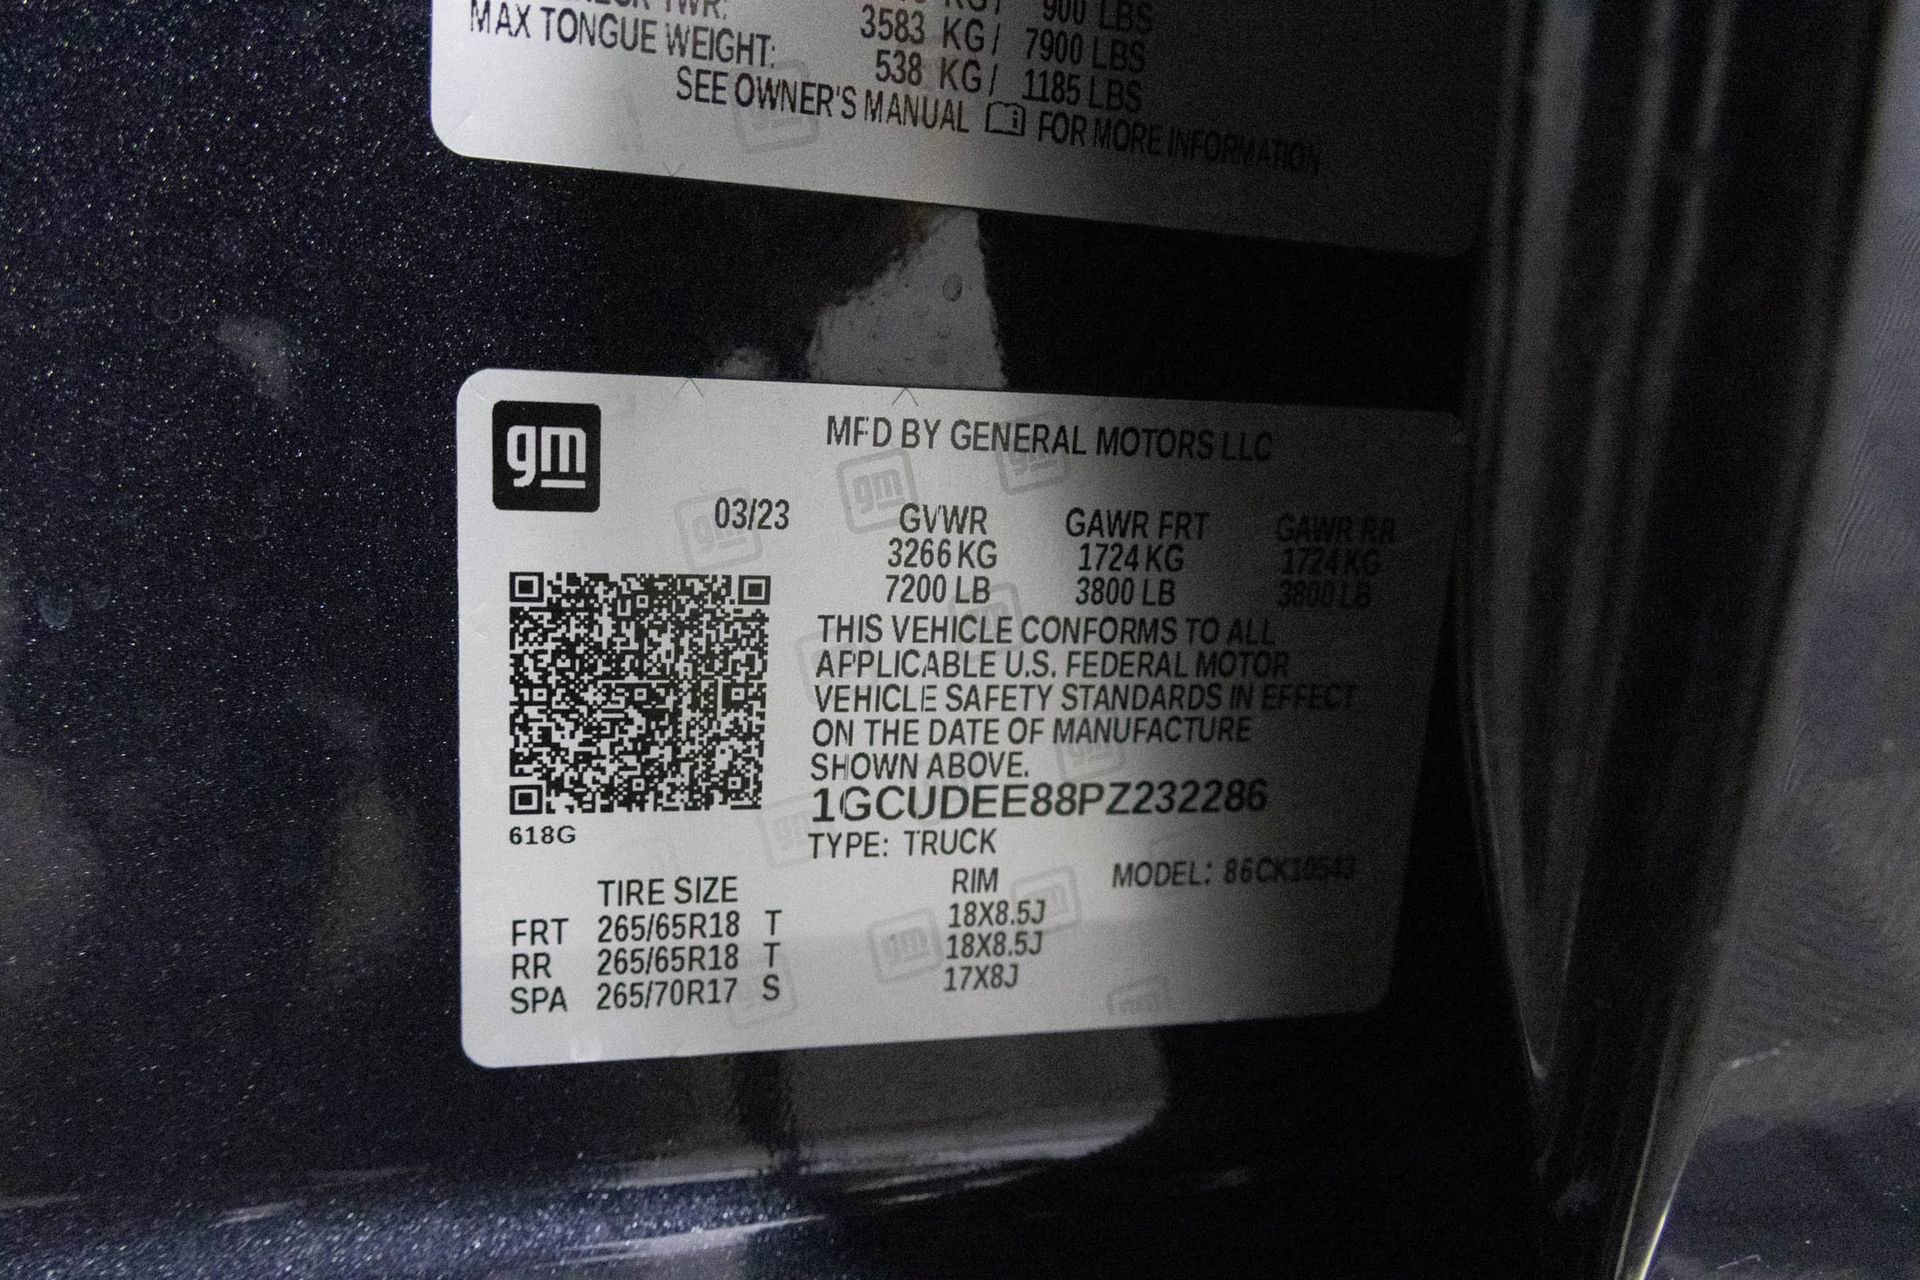 TWR:
900 LBS
MAX TONGUE WEIGHT: 3583 KG/ 7900 LBS
538 KG/ 1185 LBS
SEE OWNER'S MANUAL FOR MORE INFORMATION
gm
MFD BY GENERAL MOTORS LLC
03/23
GVWR GAWR FRT GAWR RR
3266 KG 1724 KG 1724 KG
7200 LB 3800 LB 3800 LB
THIS VEHICLE CONFORMS TO ALL
APPLICABLE U.S. FEDERAL MOTOR
VEHICLE SAFETY STANDARDS IN EFFECT
ON THE DATE OF MANUFACTURE
SHOWN ABOVE.
1GCUDEE88PZ232286
618G
TYPE: TRUCK
MODEL: 86CK10543
TIRE SIZE RIM
FRT 265/65R18 T 18X8.5J
RR 265/65R18 T 18X8.5J
SPA 265/70R17 S 17X8J